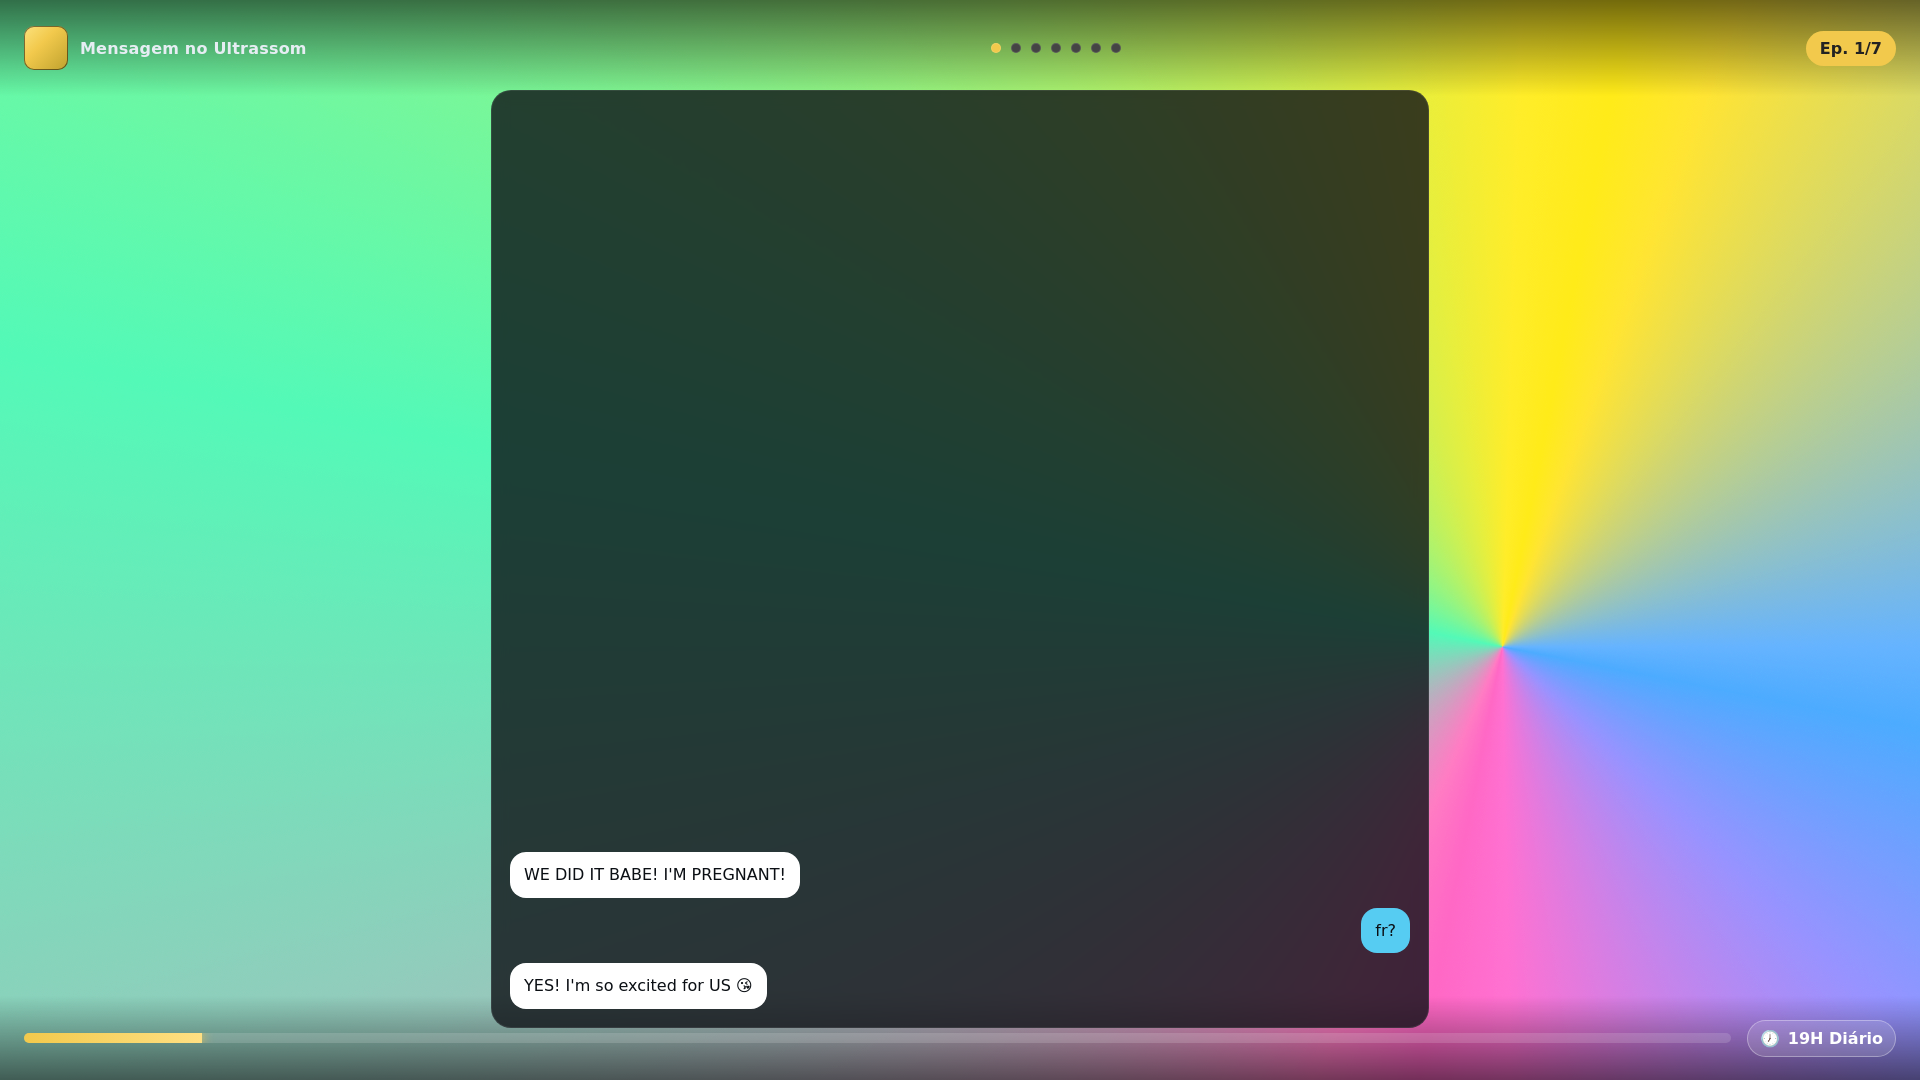 Mensagem no Ultrassom
Ep. 1/7
WE DID IT BABE! I'M PREGNANT!
fr?
YES! I'm so excited for US 😘
🕖 19H Diário